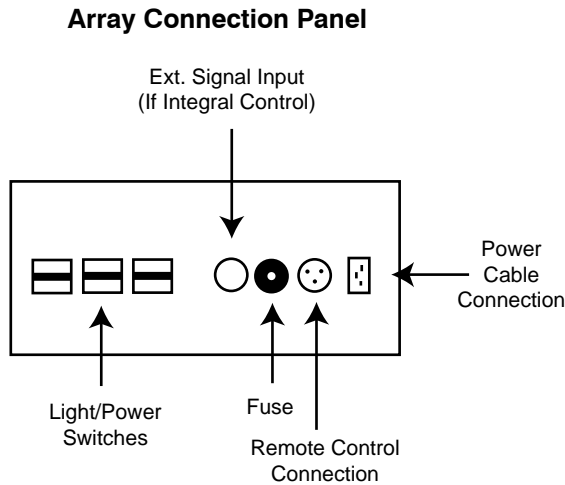 Array Connection Panel
Ext. Signal Input
(If Integral Control)
Power
Cable
Connection
Light/Power
Switches
Fuse
Remote Control
Connection